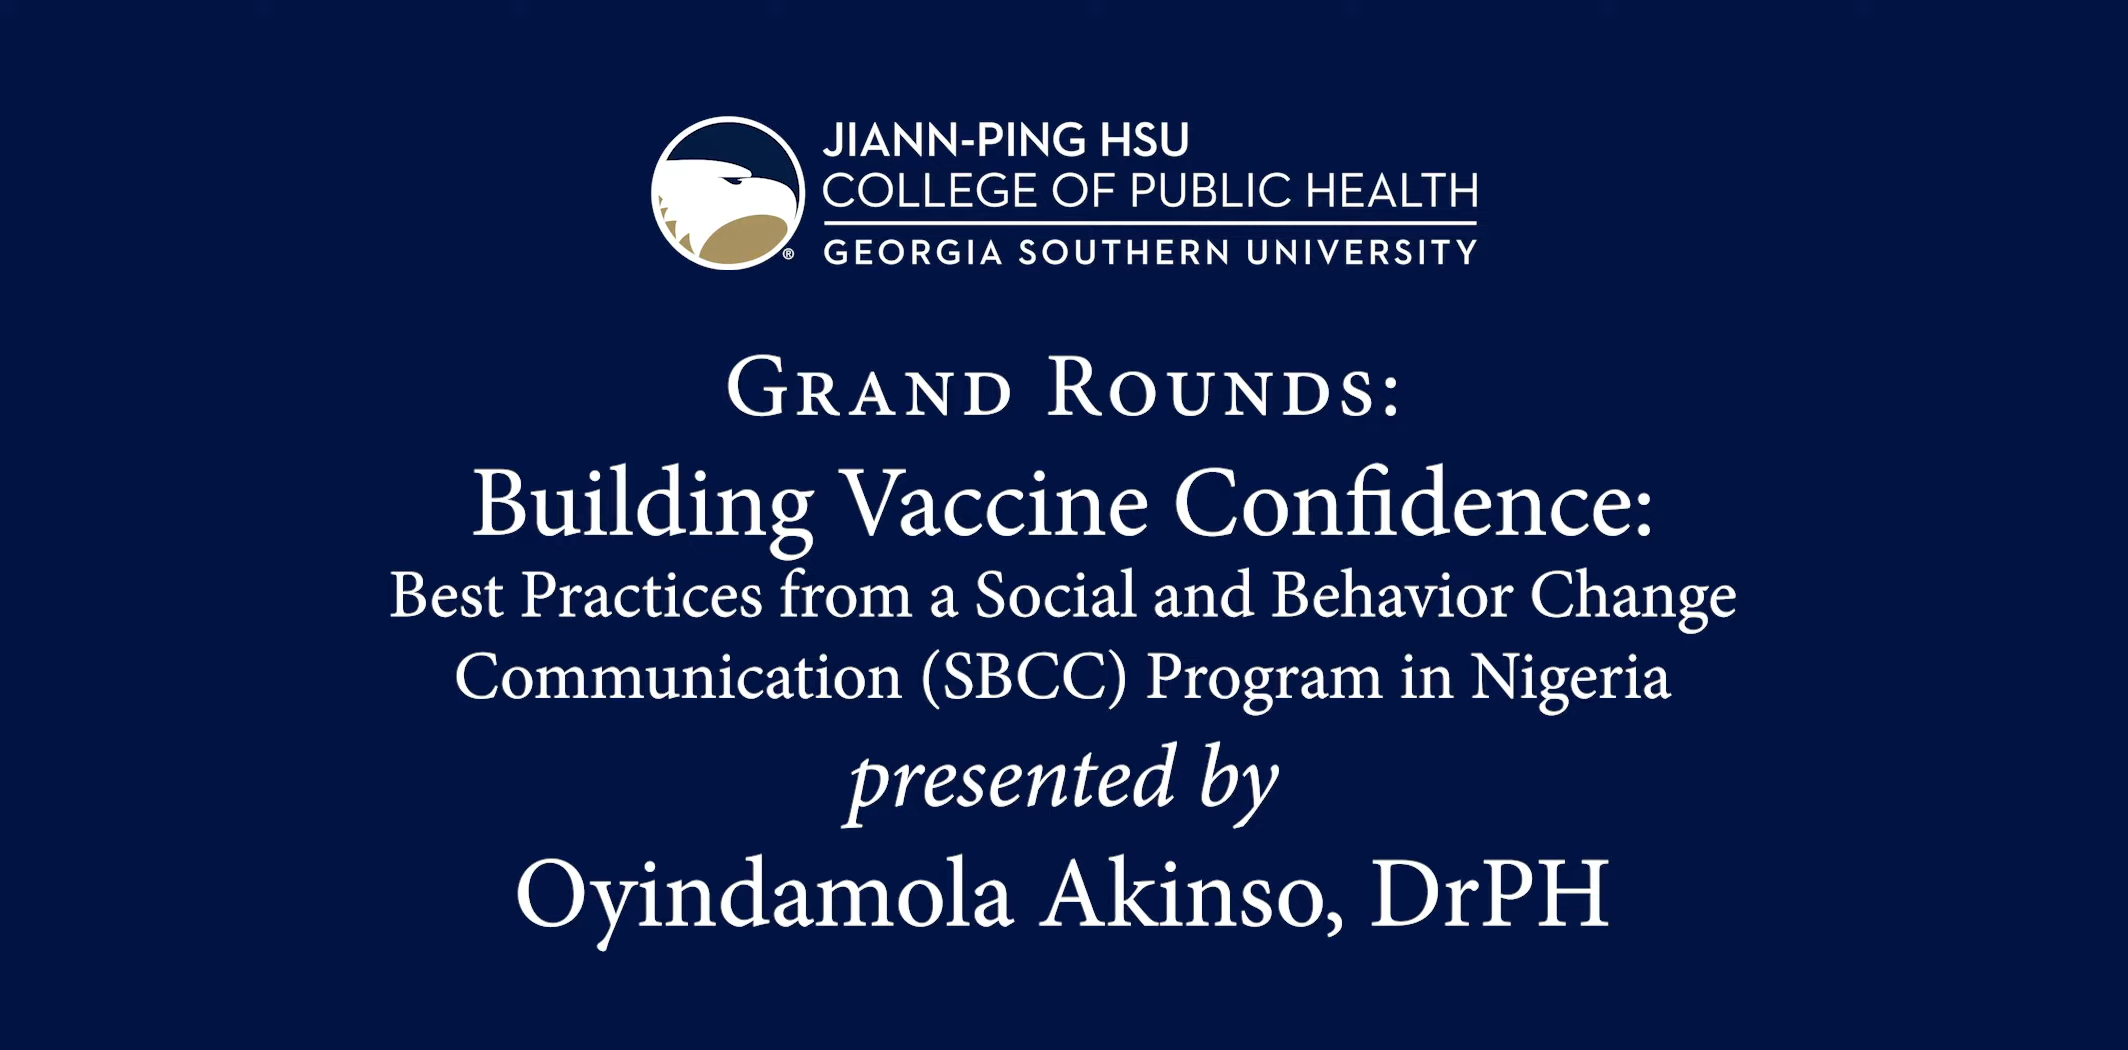 JIANN-PING HSU
COLLEGE OF PUBLIC HEALTH
GEORGIA SOUTHERN UNIVERSITY
®
GRAND ROUNDS:
Building Vaccine Confidence:
Best Practices from a Social and Behavior Change
Communication (SBCC) Program in Nigeria
presented by
Oyindamola Akinso, DrPH